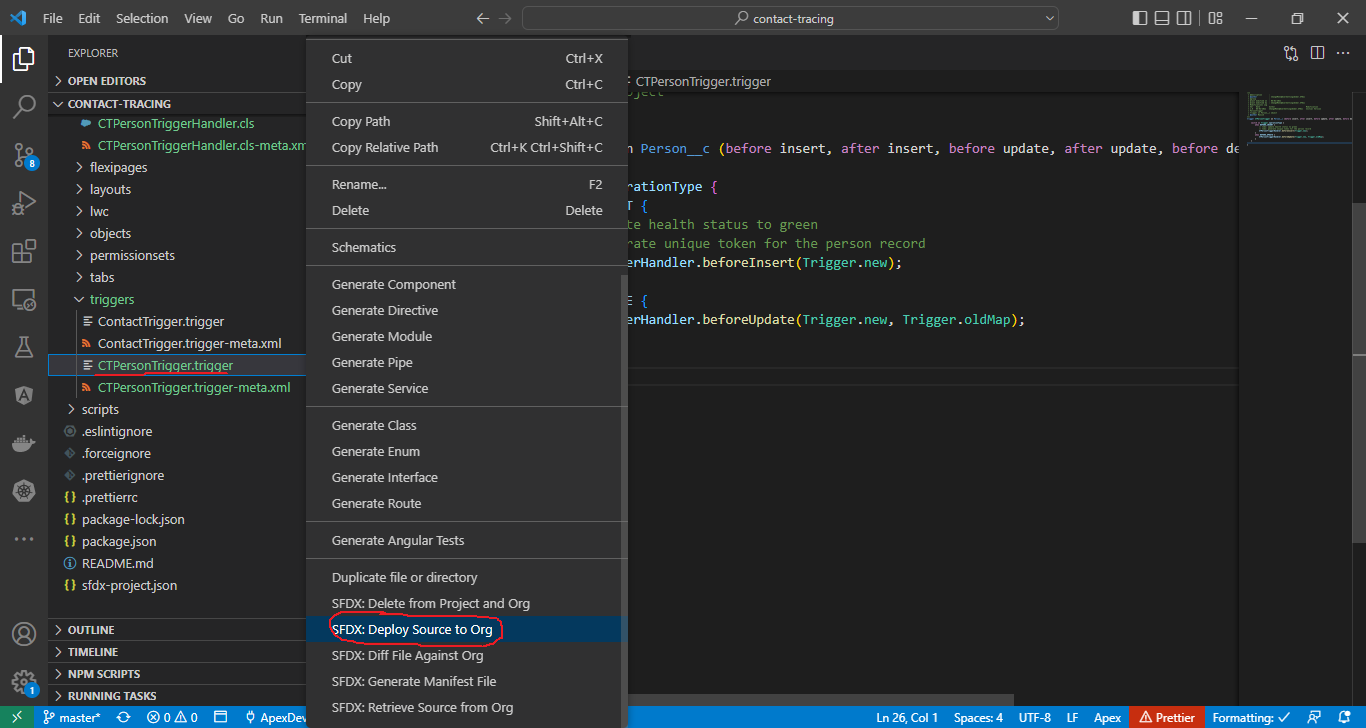 File Edit Selection View Go Run Terminal Help
contact-tracing
EXPLORER
OPEN EDITORS
CONTACT-TRACING
CTPersonTriggerHandler.cls
CTPersonTriggerHandler.cls-meta.xm
flexipages
layouts
lwc
objects
permissionsets
tabs
triggers
ContactTrigger.trigger
ContactTrigger.trigger-meta.xml
CTPersonTrigger.trigger
CTPersonTrigger.trigger-meta.xml
scripts
.eslintignore
.forceignore
.prettierignore
.prettierrc
package-lock.json
package.json
README.md
sfdx-project.json
OUTLINE
TIMELINE
NPM SCRIPTS
RUNNING TASKS
8
1
Cut Ctrl+X
Copy Ctrl+C
Copy Path Shift+Alt+C
Copy Relative Path Ctrl+K Ctrl+Shift+C
Rename... F2
Delete Delete
Schematics
Generate Component
Generate Directive
Generate Module
Generate Pipe
Generate Service
Generate Class
Generate Enum
Generate Interface
Generate Route
Generate Angular Tests
Duplicate file or directory
SFDX: Delete from Project and Org
SFDX: Deploy Source to Org
SFDX: Diff File Against Org
SFDX: Generate Manifest File
SFDX: Retrieve Source from Org
CTPersonTrigger.trigger
n Person__c (before insert, after insert, before update, after update, before de
rationType {
T {
te health status to green
rate unique token for the person record
erHandler.beforeInsert(Trigger.new);
E {
erHandler.beforeUpdate(Trigger.new, Trigger.oldMap);
master* 0 0 ApexDev Ln 26, Col 1 Spaces: 4 UTF-8 LF Apex Prettier Formatting: ✓